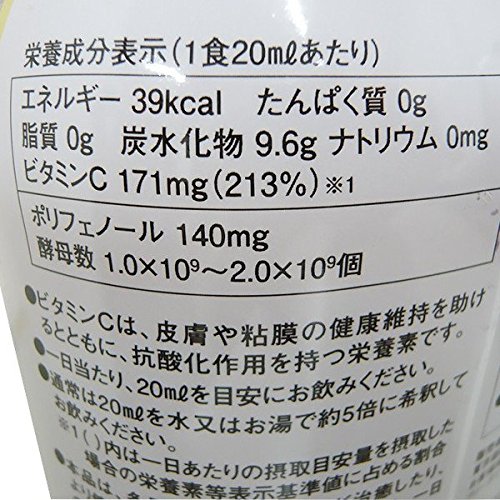 栄養成分表示(1食20mlあたり)
エネルギー 39kcal たんぱく質 0g
脂質 0g 炭水化物 9.6g ナトリウム 0mg
ビタミンC 171mg(213%)※1
ポリフェノール 140mg
酵母数 1.0×10⁹~2.0×10⁹個
●ビタミンCは、皮膚や粘膜の健康維持を助け
るとともに、抗酸化作用を持つ栄養素です。
●一日当たり、20mlを目安にお飲みください。
●通常は20mlを水又はお湯で約5倍に希釈して
お飲みください。
※1( )内は一日あたりの摂取目安量を摂取した
場合の栄養素等表示基準値に占める割合